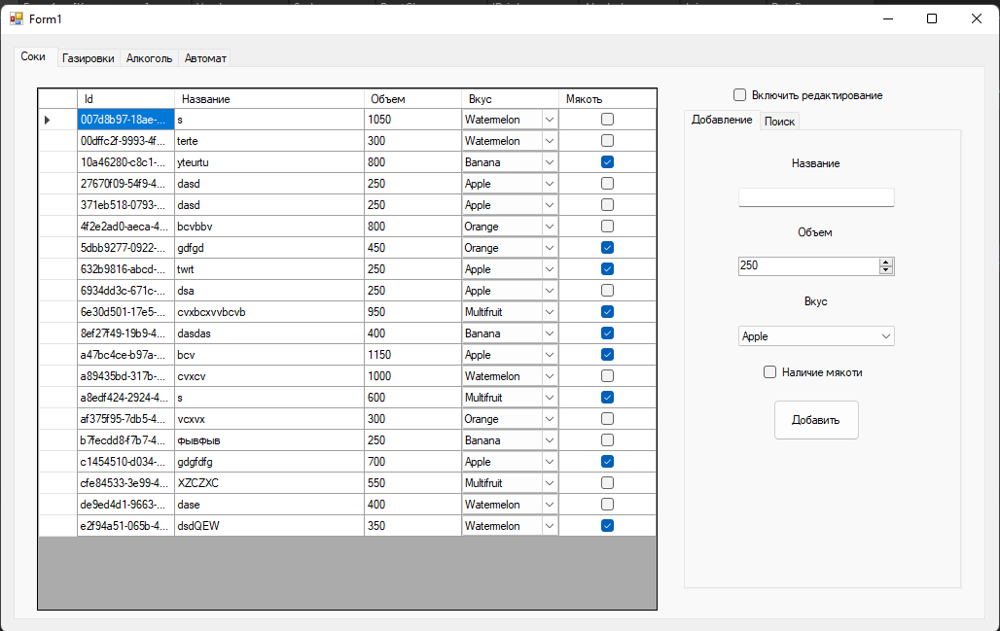 Form1
Соки Газировки Алкоголь Автомат
Id Название Объем Вкус Мякоть
007d8b97-18ae-... s 1050 Watermelon
00dffc2f-9993-4f... terte 300 Watermelon
10a46280-c8c1-... yteurtu 800 Banana
27670f09-54f9-4... dasd 250 Apple
371eb518-0793-... dasd 250 Apple
4f2e2ad0-aeca-4... bcvbbv 800 Orange
5dbb9277-0922-... gdfgd 450 Orange
632b9816-abcd-... twrt 250 Apple
6934dd3c-671c-... dsa 250 Apple
6e30d501-17e5-... cvxbcxvvbcvb 950 Multifruit
8ef27f49-19b9-4... dasdas 400 Banana
a47bc4ce-b97a-... bcv 1150 Apple
a89435bd-317b-... cvxcv 1000 Watermelon
a8edf424-2924-4... s 600 Multifruit
af375f95-7db5-4... vcxvx 300 Orange
b7fecdd8-f7b7-4... фывфыв 250 Banana
c1454510-d034-... gdgfdfg 700 Apple
cfe84533-3e99-4... XZCZXC 550 Multifruit
de9ed4d1-9663-... dase 400 Watermelon
e2f94a51-065b-4... dsdQEW 350 Watermelon
Включить редактирование
Добавление Поиск
Название
Объем
250
Вкус
Apple
Наличие мякоти
Добавить